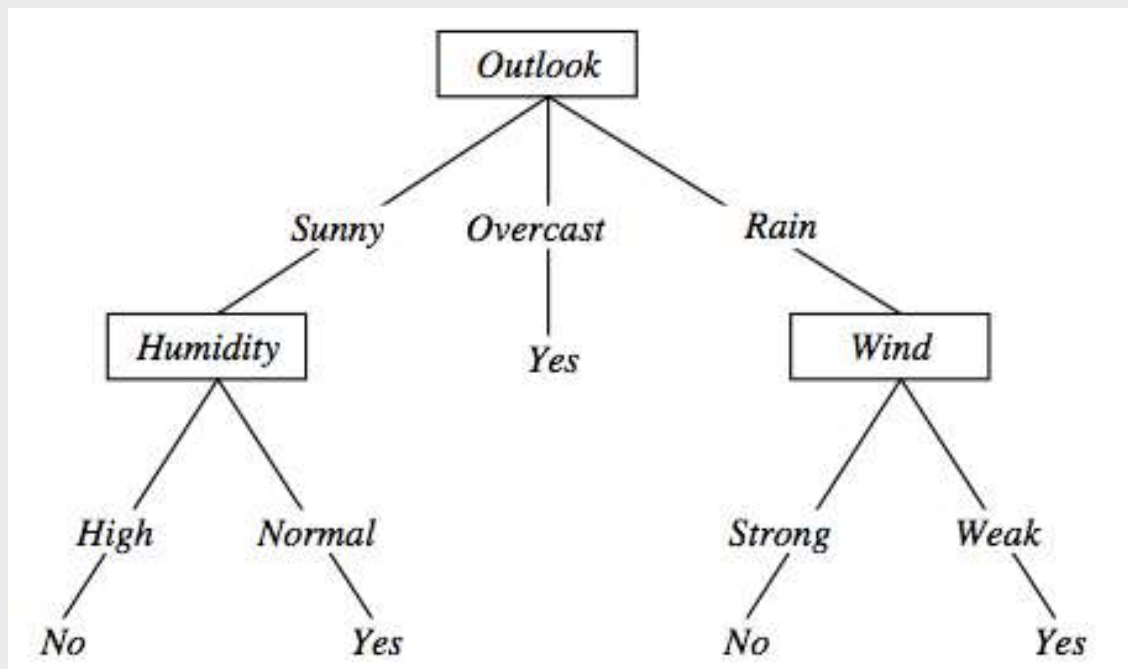 Outlook
Sunny Overcast Rain
Humidity Yes Wind
High Normal Strong Weak
No Yes No Yes